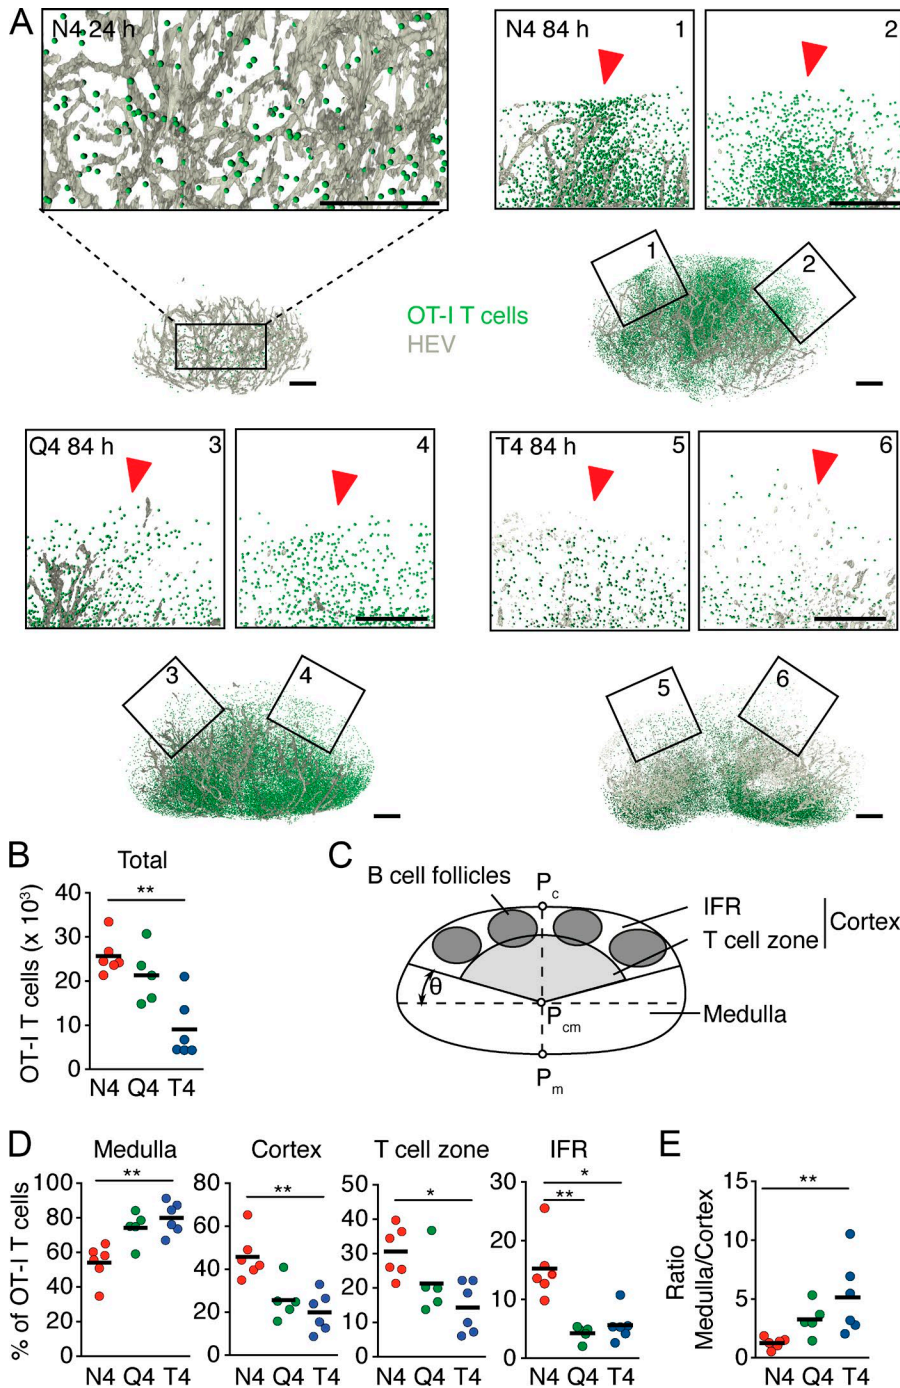 A
N4 24 h
N4 84 h
1
2
1
2
OT-I T cells
HEV
Q4 84 h
3
4
T4 84 h
5
6
3
4
5
6
B
Total
OT-I T cells (x 10³)
40
30
20
10
0
N4 Q4 T4
**
C
B cell follicles
Pc
IFR
T cell zone
Cortex
θ
Pcm
Medulla
Pm
D
% of OT-I T cells
Medulla
**
100
80
60
40
20
0
N4 Q4 T4
Cortex
**
80
60
40
20
0
N4 Q4 T4
T cell zone
*
50
40
30
20
10
0
N4 Q4 T4
IFR
*
**
30
20
10
0
N4 Q4 T4
E
Ratio
Medulla/Cortex
**
15
10
5
0
N4 Q4 T4